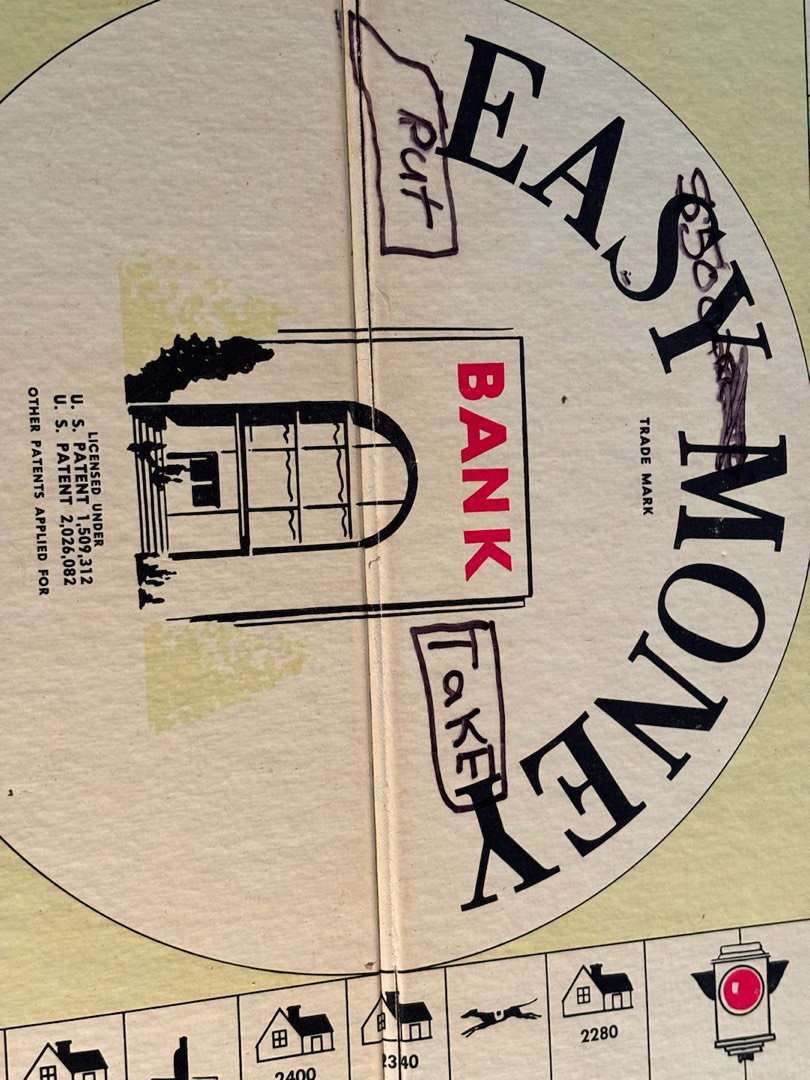 EASY MONEY
TRADE MARK
BANK
Put
Take
LICENSED UNDER
U. S. PATENT 1,509,312
U. S. PATENT 2,026,082
OTHER PATENTS APPLIED FOR
2400
2340
2280